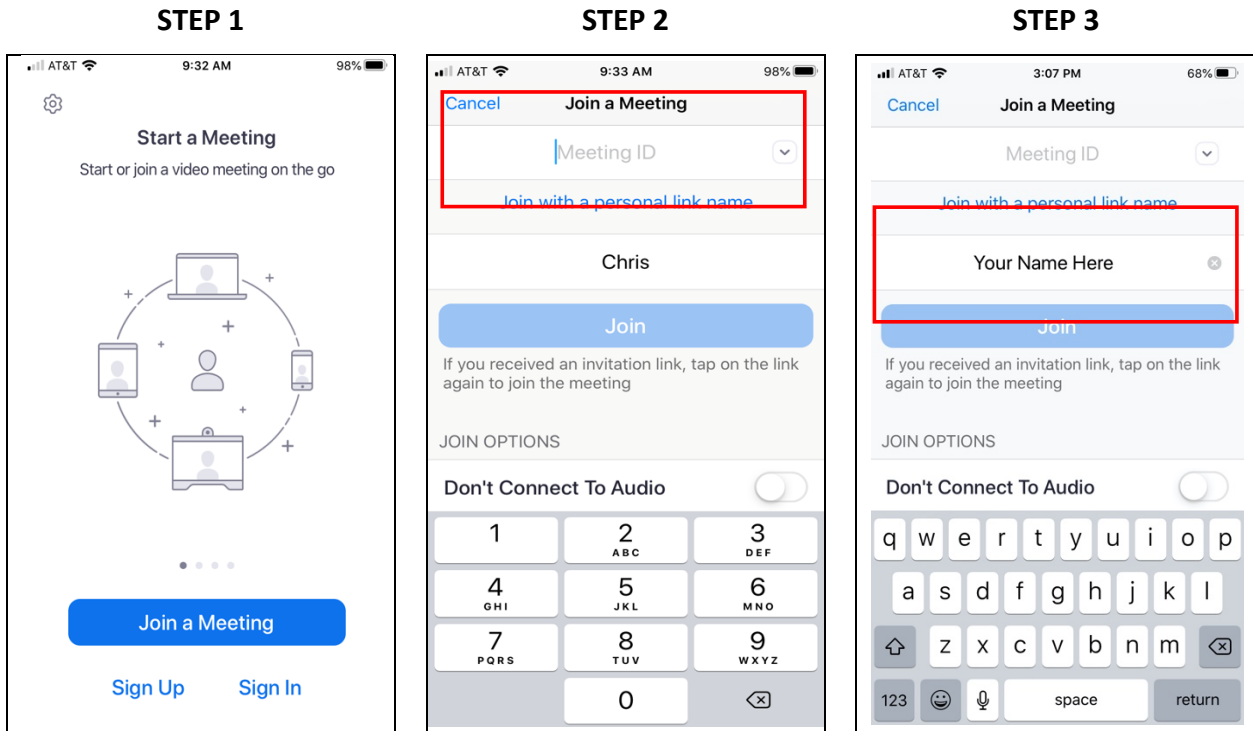 STEP 1
AT&T 9:32 AM 98%
Start a Meeting
Start or join a video meeting on the go
Join a Meeting
Sign Up Sign In
STEP 2
AT&T 9:33 AM 98%
Cancel Join a Meeting
Meeting ID
Join with a personal link name
Chris
Join
If you received an invitation link, tap on the link
again to join the meeting
JOIN OPTIONS
Don't Connect To Audio
1 2 3
ABC DEF
4 5 6
GHI JKL MNO
7 8 9
PQRS TUV WXYZ
0
STEP 3
AT&T 3:07 PM 68%
Cancel Join a Meeting
Meeting ID
Join with a personal link name
Your Name Here
Join
If you received an invitation link, tap on the link
again to join the meeting
JOIN OPTIONS
Don't Connect To Audio
q w e r t y u i o p
a s d f g h j k l
z x c v b n m
123 space return